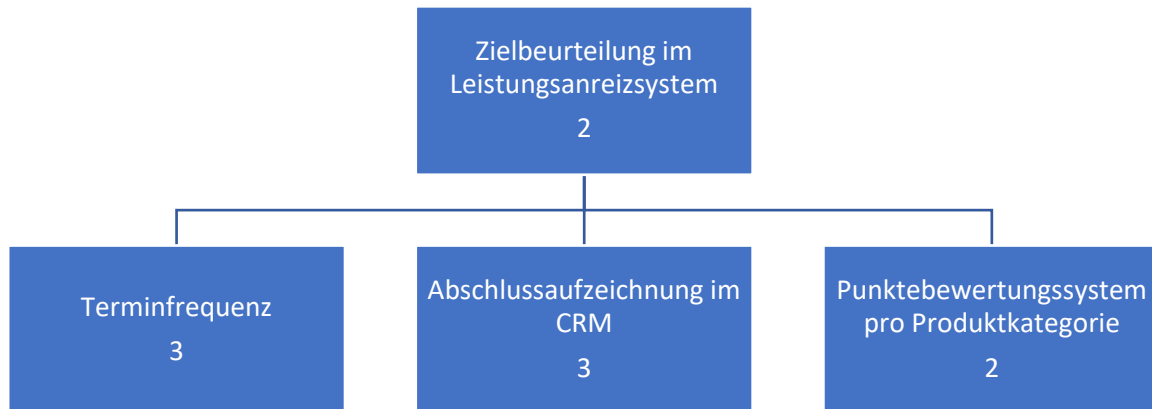 Zielbeurteilung im
Leistungsanreizsystem
2
Terminfrequenz
3
Abschlussaufzeichnung im
CRM
3
Punktebewertungssystem
pro Produktkategorie
2